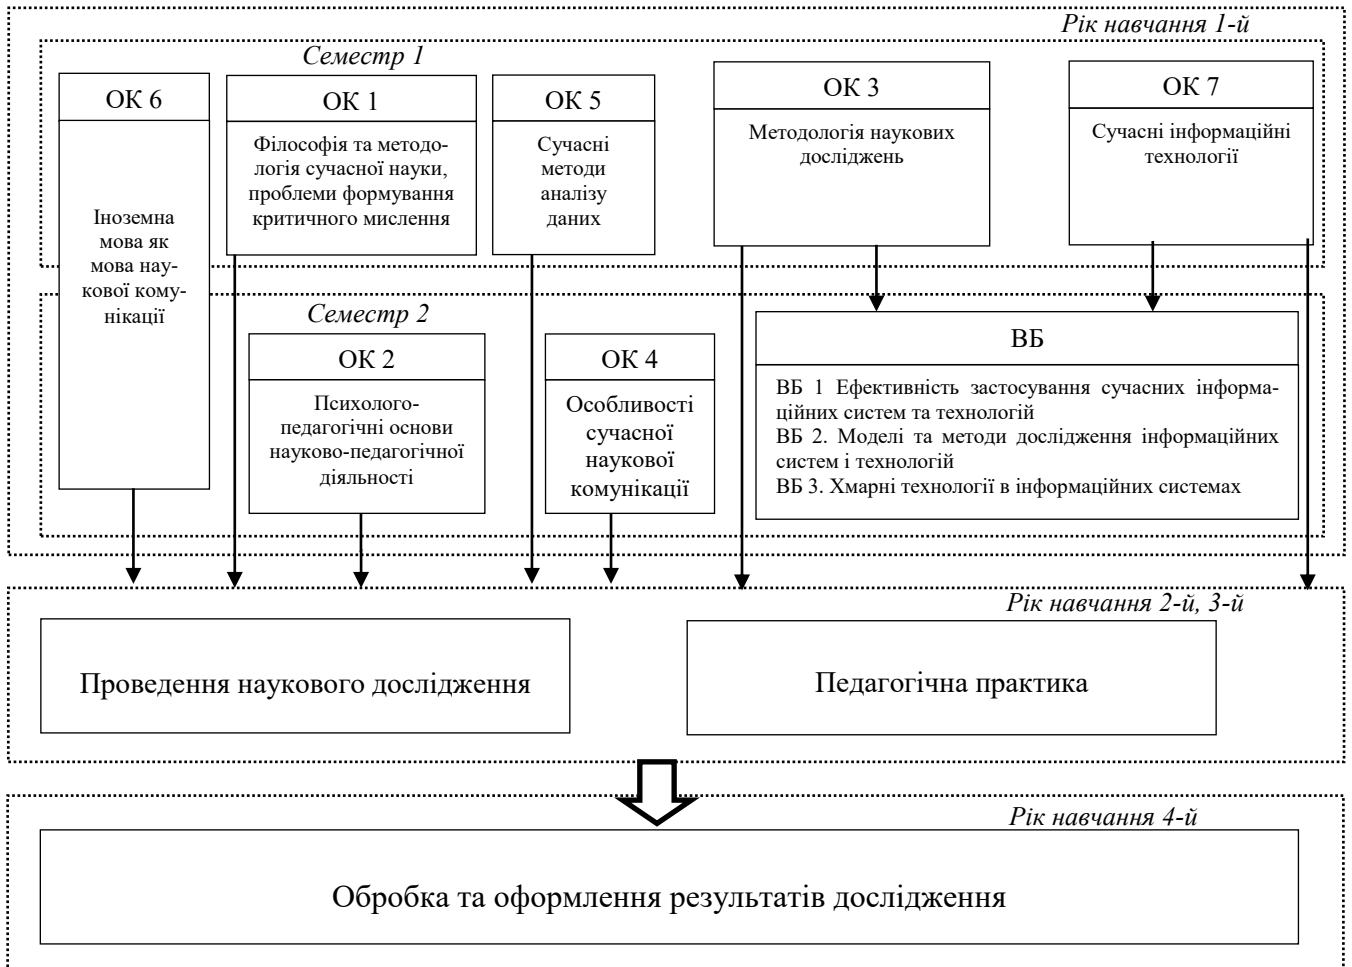 Рік навчання 1-й
Семестр 1
ОК 6
Іноземна
мова як
мова нау-
кової кому-
нікації
ОК 1
Філософія та методо-
логія сучасної науки,
проблеми формування
критичного мислення
ОК 5
Сучасні
методи
аналізу
даних
ОК 3
Методологія наукових
досліджень
ОК 7
Сучасні інформаційні
технології
Семестр 2
ОК 2
Психолого-
педагогічні основи
науково-педагогічної
діяльності
ОК 4
Особливості
сучасної
наукової
комунікації
ВБ
ВБ 1 Ефективність застосування сучасних інформа-
ційних систем та технологій
ВБ 2. Моделі та методи дослідження інформаційних
систем і технологій
ВБ 3. Хмарні технології в інформаційних системах
Рік навчання 2-й, 3-й
Проведення наукового дослідження
Педагогічна практика
Рік навчання 4-й
Обробка та оформлення результатів дослідження